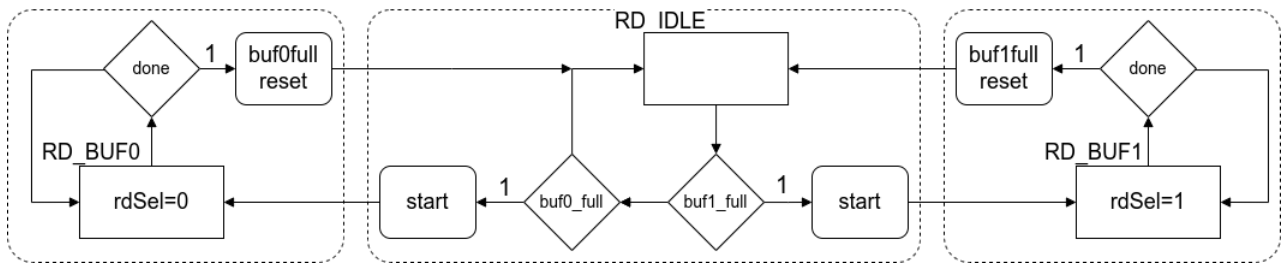 RD_IDLE
done
1
buf0full
reset
buf1full
reset
1
done
RD_BUF0
rdSel=0
start
1
buf0_full
buf1_full
1
start
RD_BUF1
rdSel=1